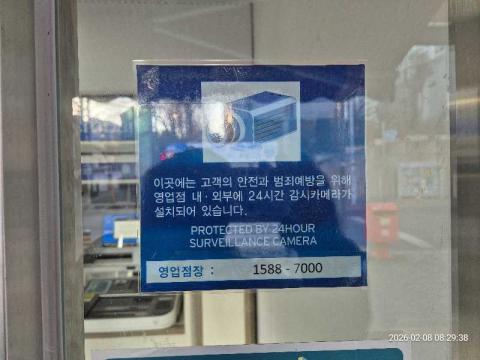 이곳에는 고객의 안전과 범죄예방을 위해
영업점 내·외부에 24시간 감시카메라가
설치되어 있습니다.
PROTECTED BY 24HOUR
SURVEILLANCE CAMERA
영업점장 : 1588 - 7000
2026-02-08 08:29:38